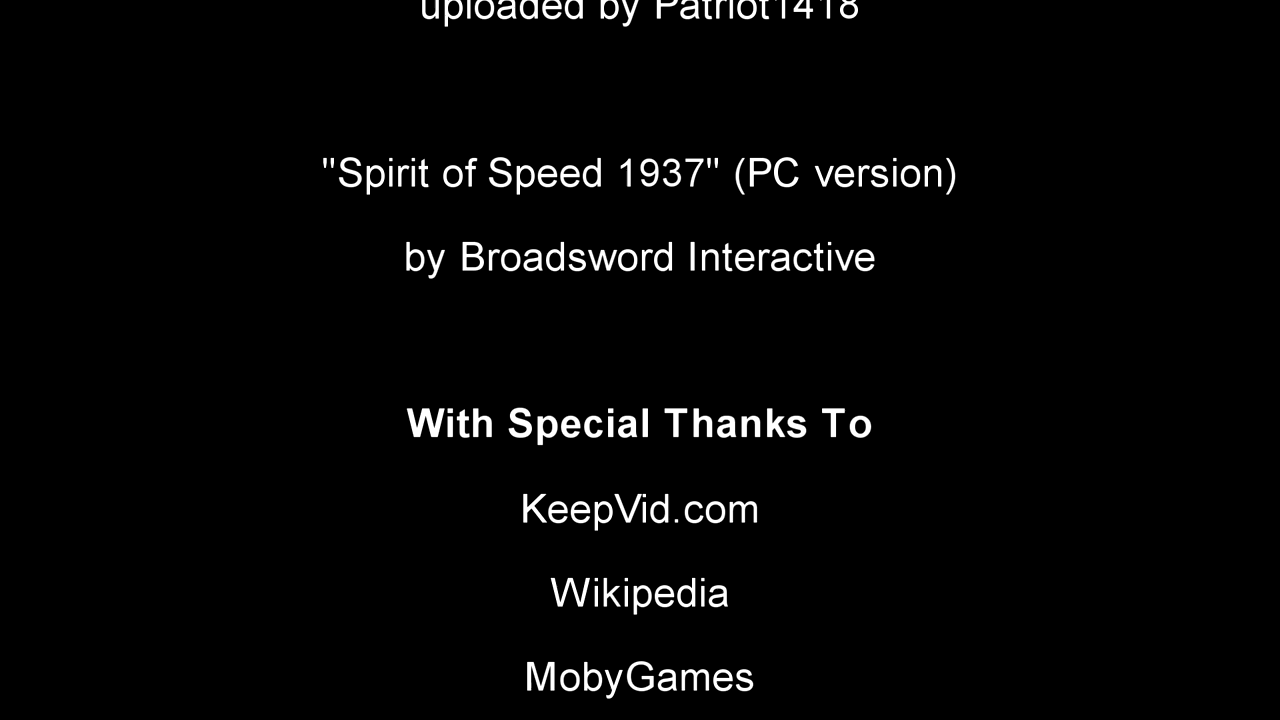 uploaded by Patriot1418
"Spirit of Speed 1937" (PC version)
by Broadsword Interactive
With Special Thanks To
KeepVid.com
Wikipedia
MobyGames